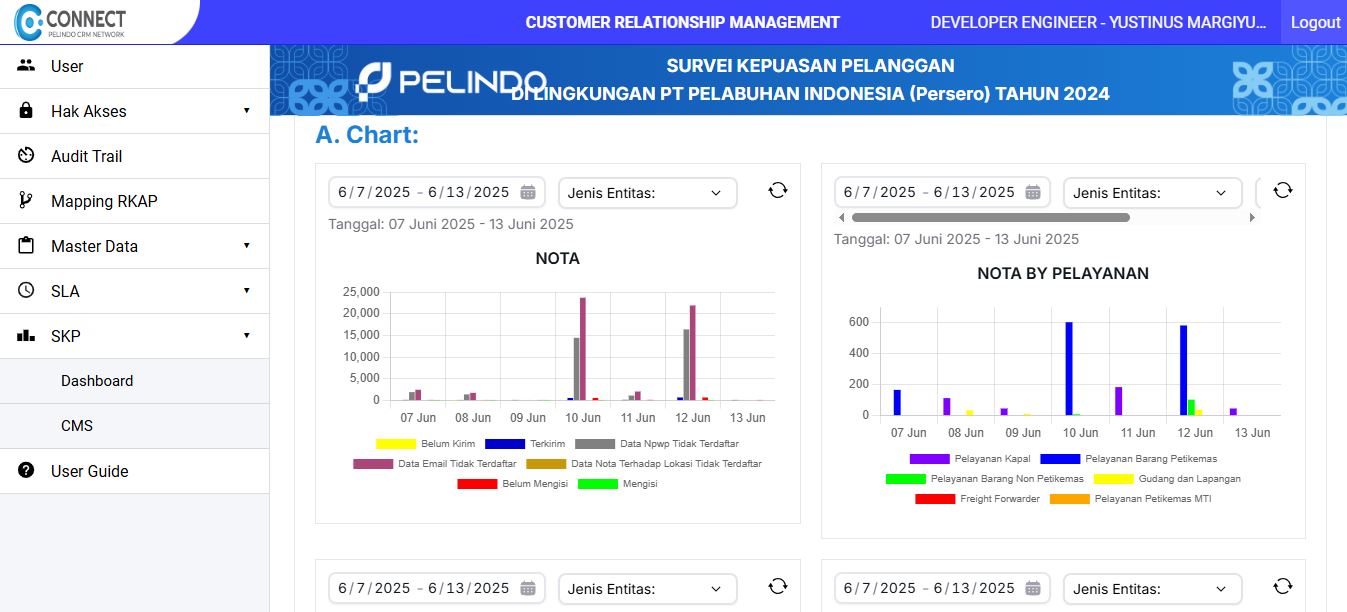 CONNECT
PELINDO CRM NETWORK
CUSTOMER RELATIONSHIP MANAGEMENT
DEVELOPER ENGINEER - YUSTINUS MARGIYU...
Logout
User
Hak Akses
Audit Trail
Mapping RKAP
Master Data
SLA
SKP
Dashboard
CMS
User Guide
PELINDO
SURVEI KEPUASAN PELANGGAN
DI LINGKUNGAN PT PELABUHAN INDONESIA (Persero) TAHUN 2024
A. Chart:
6/7/2025 - 6/13/2025
Jenis Entitas:
Tanggal: 07 Juni 2025 - 13 Juni 2025
NOTA
25,000
20,000
15,000
10,000
5,000
0
07 Jun 08 Jun 09 Jun 10 Jun 11 Jun 12 Jun 13 Jun
Belum Kirim Terkirim Data Npwp Tidak Terdaftar
Data Email Tidak Terdaftar Data Nota Terhadap Lokasi Tidak Terdaftar
Belum Mengisi Mengisi
6/7/2025 - 6/13/2025
Jenis Entitas:
Tanggal: 07 Juni 2025 - 13 Juni 2025
NOTA BY PELAYANAN
600
400
200
0
07 Jun 08 Jun 09 Jun 10 Jun 11 Jun 12 Jun 13 Jun
Pelayanan Kapal Pelayanan Barang Petikemas
Pelayanan Barang Non Petikemas Gudang dan Lapangan
Freight Forwarder Pelayanan Petikemas MTI
6/7/2025 - 6/13/2025
Jenis Entitas:
6/7/2025 - 6/13/2025
Jenis Entitas: